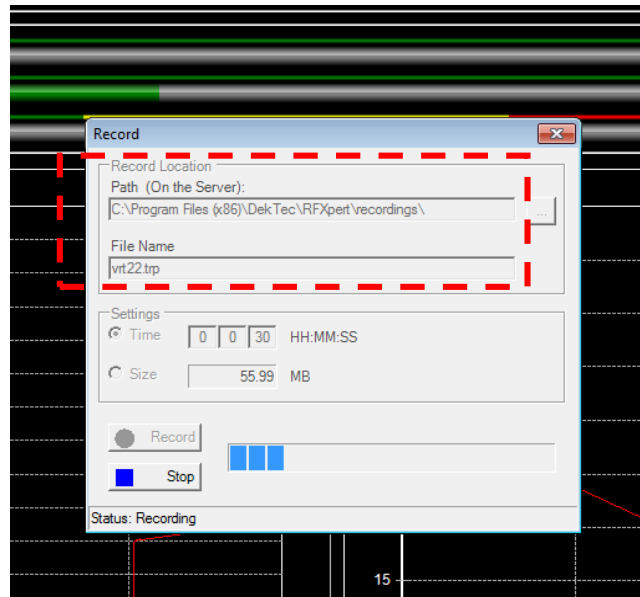 Record
Record Location
Path (On the Server):
C:\Program Files (x86)\DekTec\RFXpert\recordings\
...
File Name
vrt22.trp
Settings
Time 0 0 30 HH:MM:SS
Size 55.99 MB
Record
Stop
Status: Recording
15